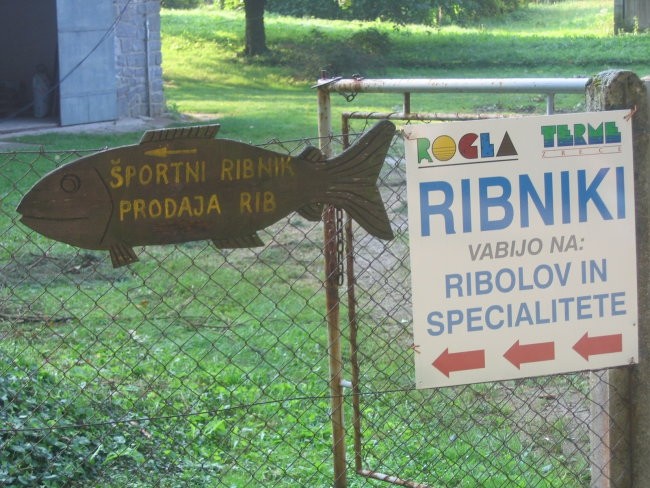 ŠPORTNI RIBNIK
PRODAJA RIB
ROGLA
TERME
ZREČE
RIBNIKI
VABIJO NA:
RIBOLOV IN
SPECIALITETE